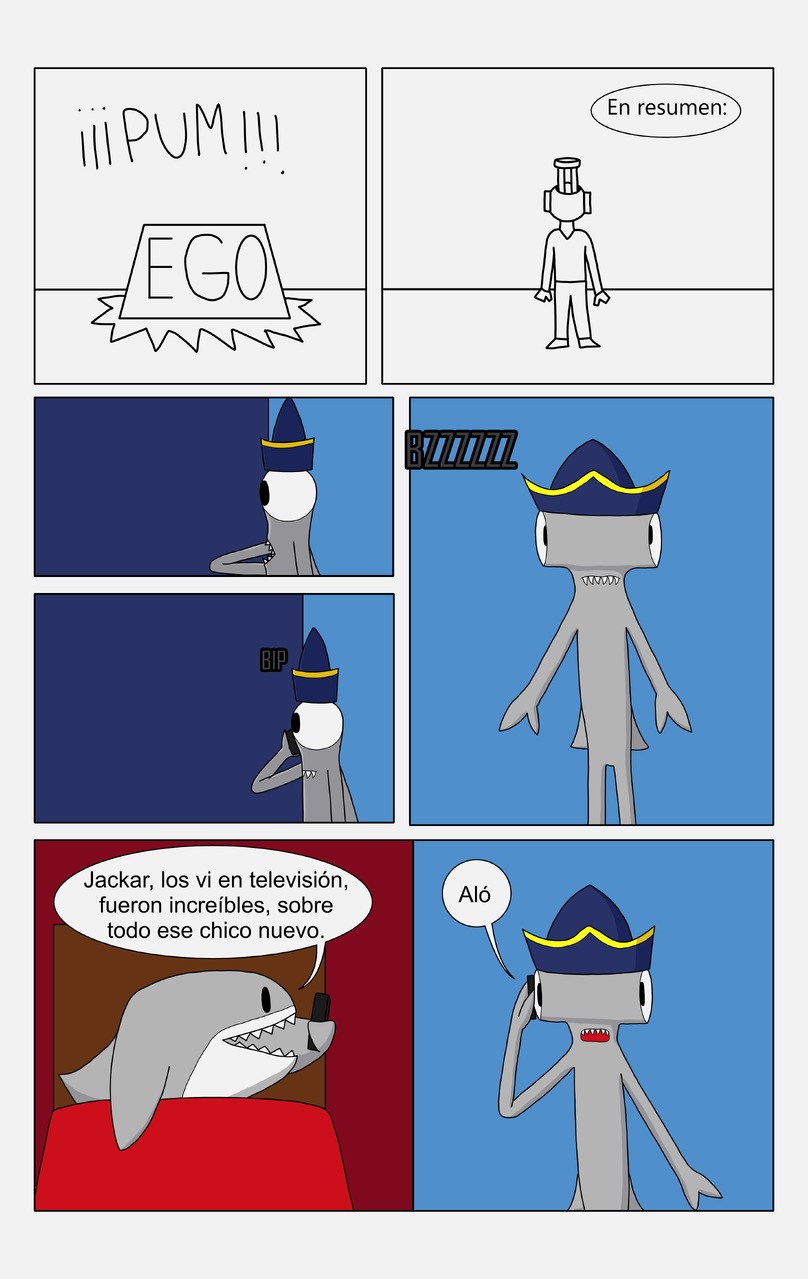 ¡¡¡PUM!!!
EGO
En resumen:
BZZZZZZ
BIP
Jackar, los vi en televisión,
fueron increíbles, sobre
todo ese chico nuevo.
Aló